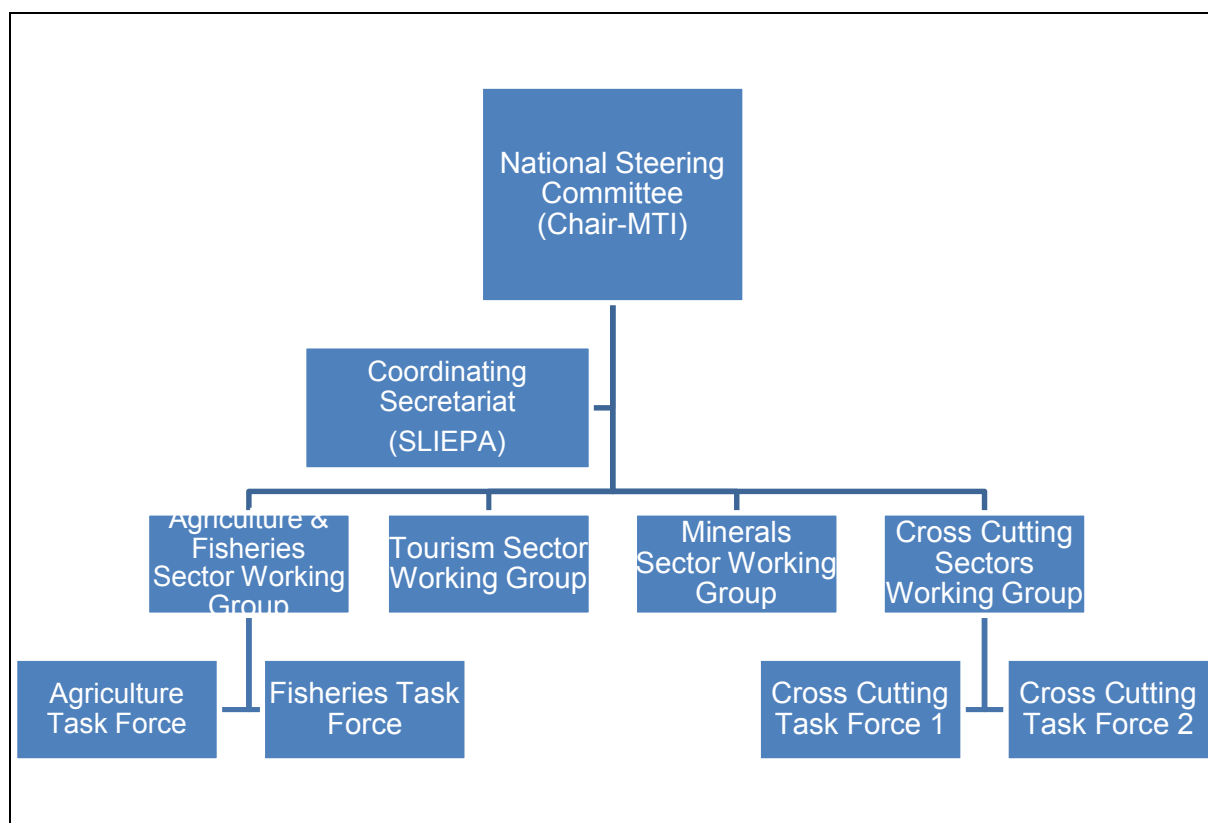 National Steering
Committee
(Chair-MTI)
Coordinating
Secretariat
(SLIEPA)
Agriculture &
Fisheries
Sector Working
Group
Tourism Sector
Working Group
Minerals
Sector Working
Group
Cross Cutting
Sectors
Working Group
Agriculture
Task Force
Fisheries Task
Force
Cross Cutting
Task Force 1
Cross Cutting
Task Force 2